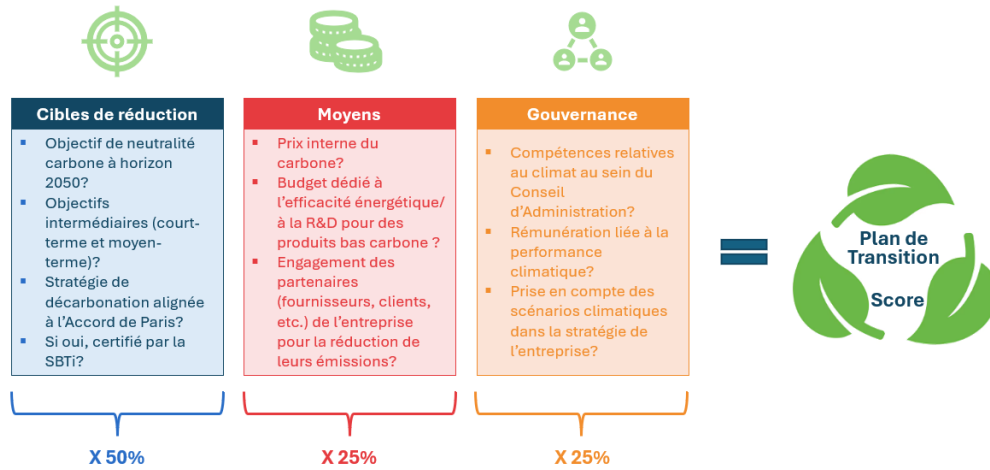 Cibles de réduction
▪ Objectif de neutralité
carbone à horizon
2050?
▪ Objectifs
intermédiaires (court-
terme et moyen-
terme)?
▪ Stratégie de
décarbonation alignée
à l’Accord de Paris?
▪ Si oui, certifié par la
SBTi?
X 50%
Moyens
▪ Prix interne du
carbone?
▪ Budget dédié à
l’efficacité énergétique/
à la R&D pour des
produits bas carbone ?
▪ Engagement des
partenaires
(fournisseurs, clients,
etc.) de l’entreprise
pour la réduction de
leurs émissions?
X 25%
Gouvernance
▪ Compétences relatives
au climat au sein du
Conseil
d’Administration?
▪ Rémunération liée à la
performance
climatique?
▪ Prise en compte des
scénarios climatiques
dans la stratégie de
l’entreprise?
X 25%
=
Plan de
Transition
Score